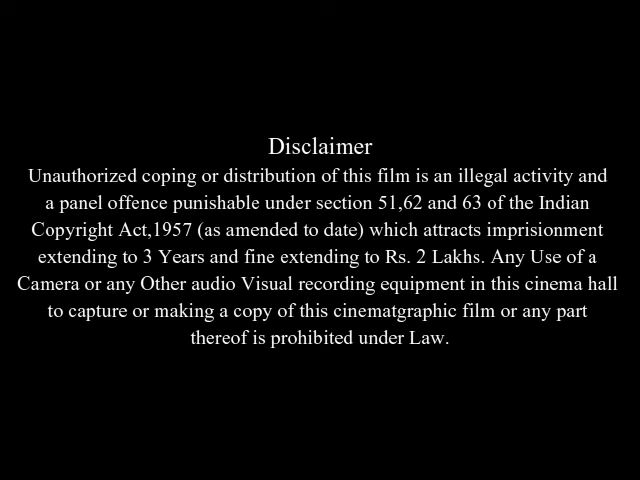 Disclaimer
Unauthorized coping or distribution of this film is an illegal activity and
a panel offence punishable under section 51,62 and 63 of the Indian
Copyright Act,1957 (as amended to date) which attracts imprisionment
extending to 3 Years and fine extending to Rs. 2 Lakhs. Any Use of a
Camera or any Other audio Visual recording equipment in this cinema hall
to capture or making a copy of this cinematgraphic film or any part
thereof is prohibited under Law.